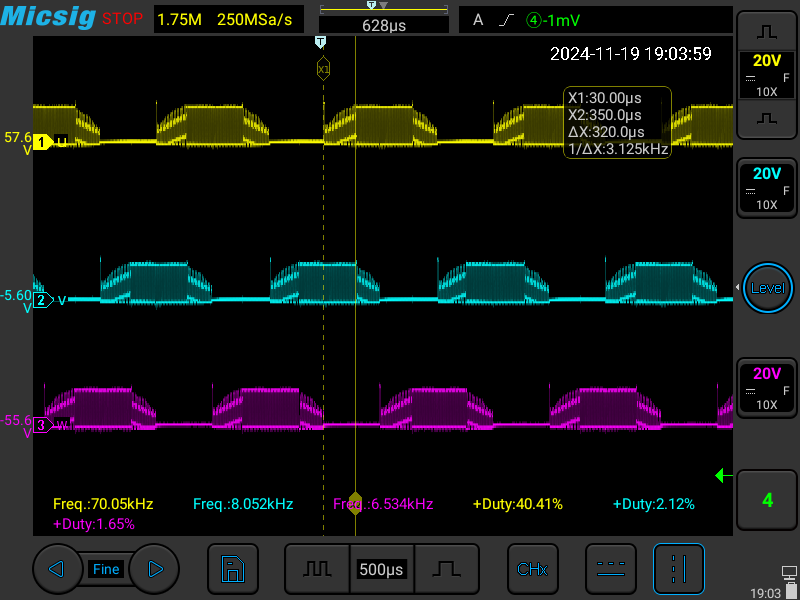 Micsig STOP 1.75M 250MSa/s 628μs A 4 -1mV
T
2024-11-19 19:03:59
X1
X1:30.00μs
X2:350.0μs
ΔX:320.0μs
1/ΔX:3.125kHz
20V
F
10X
57.6 V 1 U
20V
F
10X
-5.60 V 2 V
Level
20V
F
10X
-55.6 V 3 W
Freq.:70.05kHz Freq.:8.052kHz Freq.:6.534kHz +Duty:40.41% +Duty:2.12%
+Duty:1.65%
4
Fine 500μs CHx
19:03